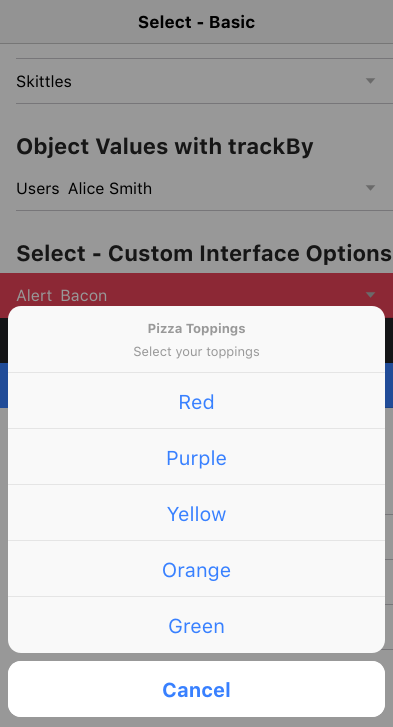 Select - Basic
Skittles
Object Values with trackBy
Users Alice Smith
Select - Custom Interface Options
Alert Bacon
Pizza Toppings
Select your toppings
Red
Purple
Yellow
Orange
Green
Cancel